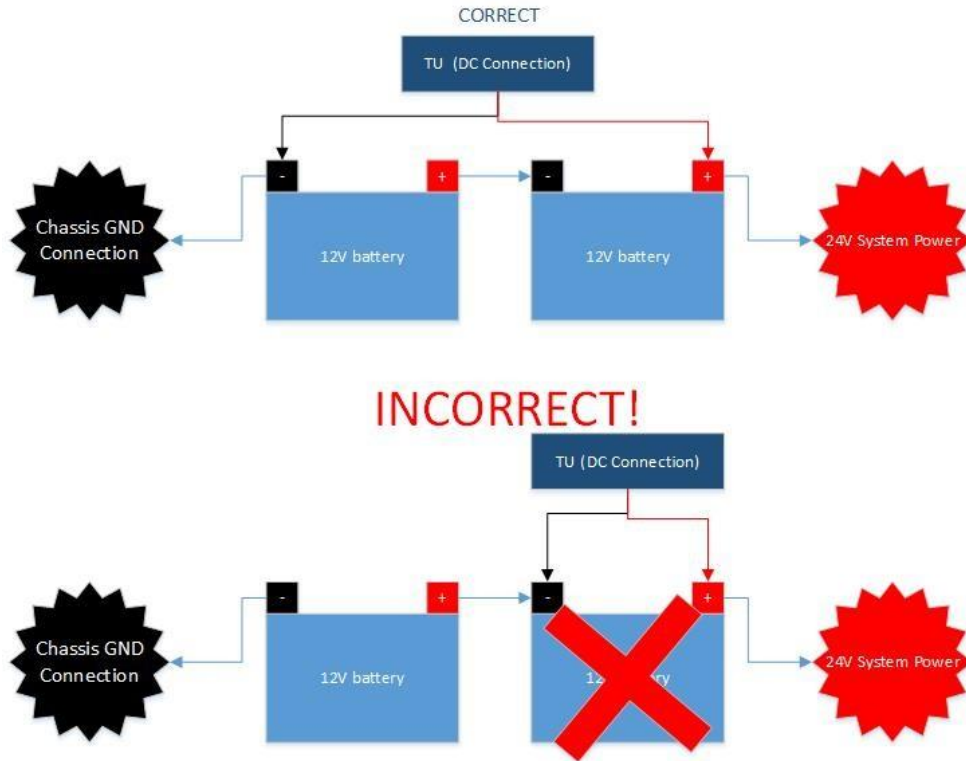 CORRECT
TU (DC Connection)
- + - +
Chassis GND
Connection
12V battery
12V battery
24V System Power
INCORRECT!
TU (DC Connection)
- + - +
Chassis GND
Connection
12V battery
24V System Power